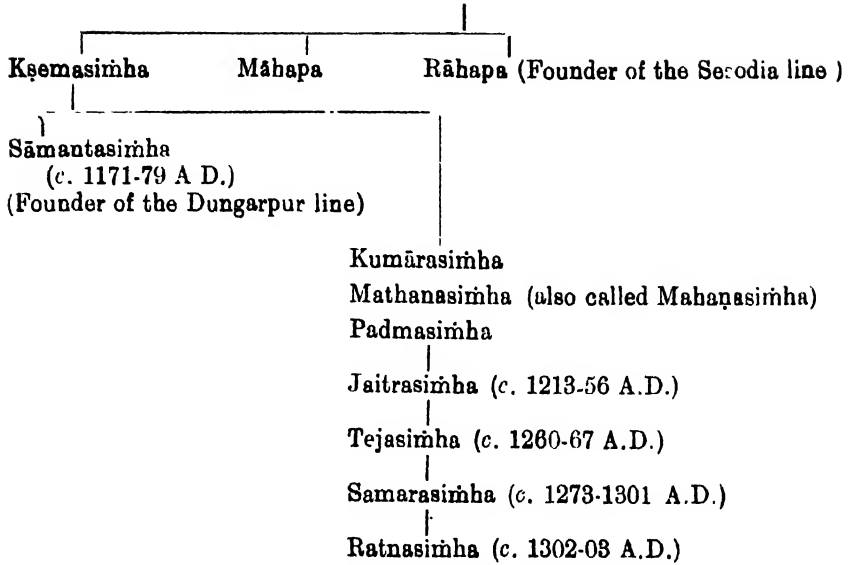 Kṣemasiṁha Māhapa Rāhapa (Founder of the Sesodia line )
Sāmantasiṁha
(c. 1171-79 A D.)
(Founder of the Dungarpur line)
Kumārasiṁha
Mathanasiṁha (also called Mahaṇasiṁha)
Padmasiṁha
Jaitrasiṁha (c. 1213-56 A.D.)
Tejasiṁha (c. 1260-67 A.D.)
Samarasiṁha (c. 1273-1301 A.D.)
Ratnasiṁha (c. 1302-03 A.D.)